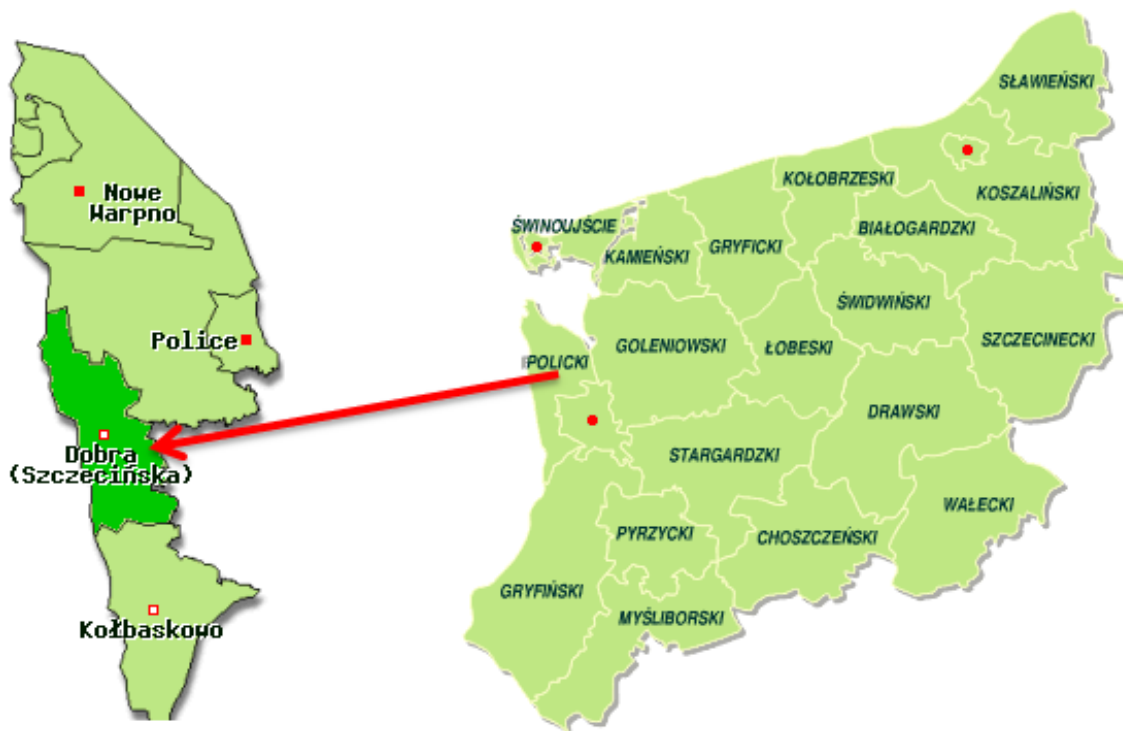 Nowe
Warpno
Police
Dobra
(Szczecińska)
Kołbaskowo
SŁAWIEŃSKI
KOSZALIŃSKI
KOŁOBRZESKI
BIAŁOGARDZKI
ŚWINOUJŚCIE
KAMIEŃSKI
GRYFICKI
ŚWIDWIŃSKI
SZCZECINECKI
POLICKI
GOLENIOWSKI
ŁOBESKI
DRAWSKI
STARGARDZKI
WAŁECKI
PYRZYCKI
CHOSZCZEŃSKI
GRYFIŃSKI
MYŚLIBORSKI